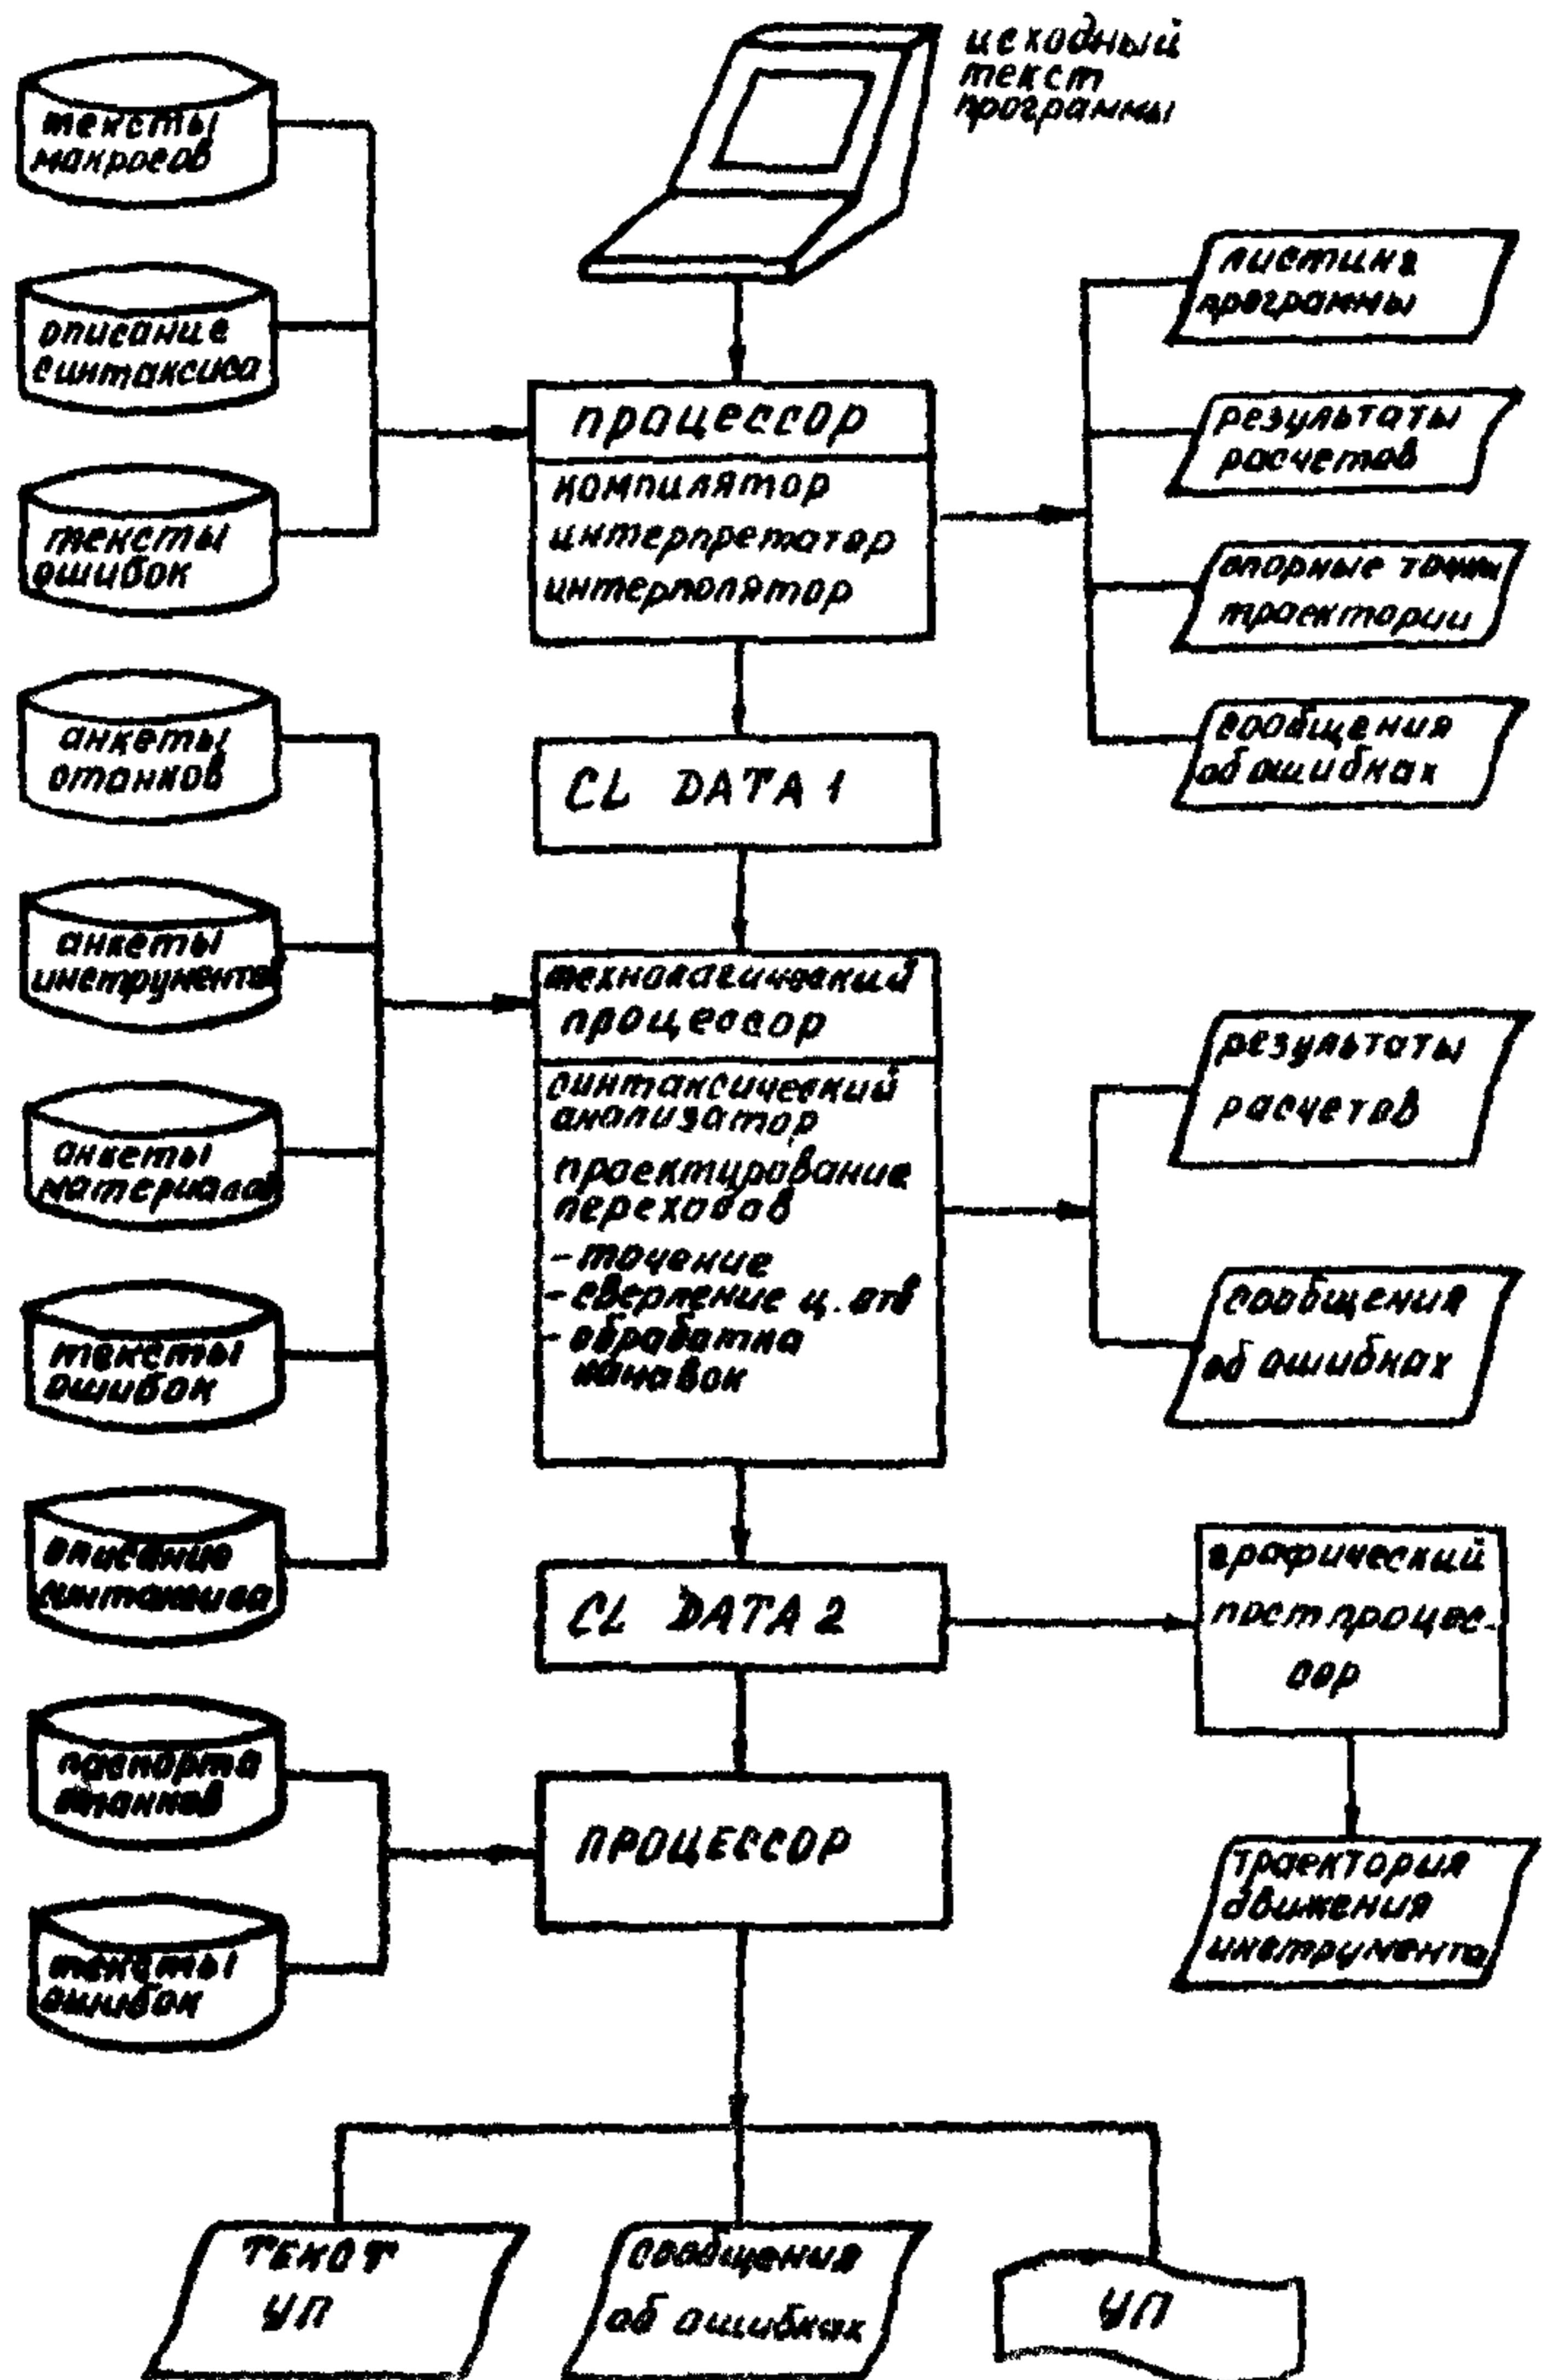 исходный
текст
программы
тексты
макросов
описание
синтаксиса
тексты
ошибок
процессор
компилятор
интерпретатор
интерполятор
листинг
программы
результаты
расчетов
опорные точки
траектории
сообщения
об ошибках
CL DATA 1
анкеты
станков
анкеты
инструмента
анкеты
материалов
тексты
ошибок
описание
синтаксиса
технологический
процессор
синтаксический
анализатор
проектирование
переходов
- точение
- сверление ц. отв
- обработка
канавок
результаты
расчетов
сообщения
об ошибках
CL DATA 2
графический
постпроцес-
сор
траектория
движения
инструмента
паспорта
станков
тексты
ошибок
ПРОЦЕССОР
ТЕКСТ
УП
сообщения
об ошибках
УП